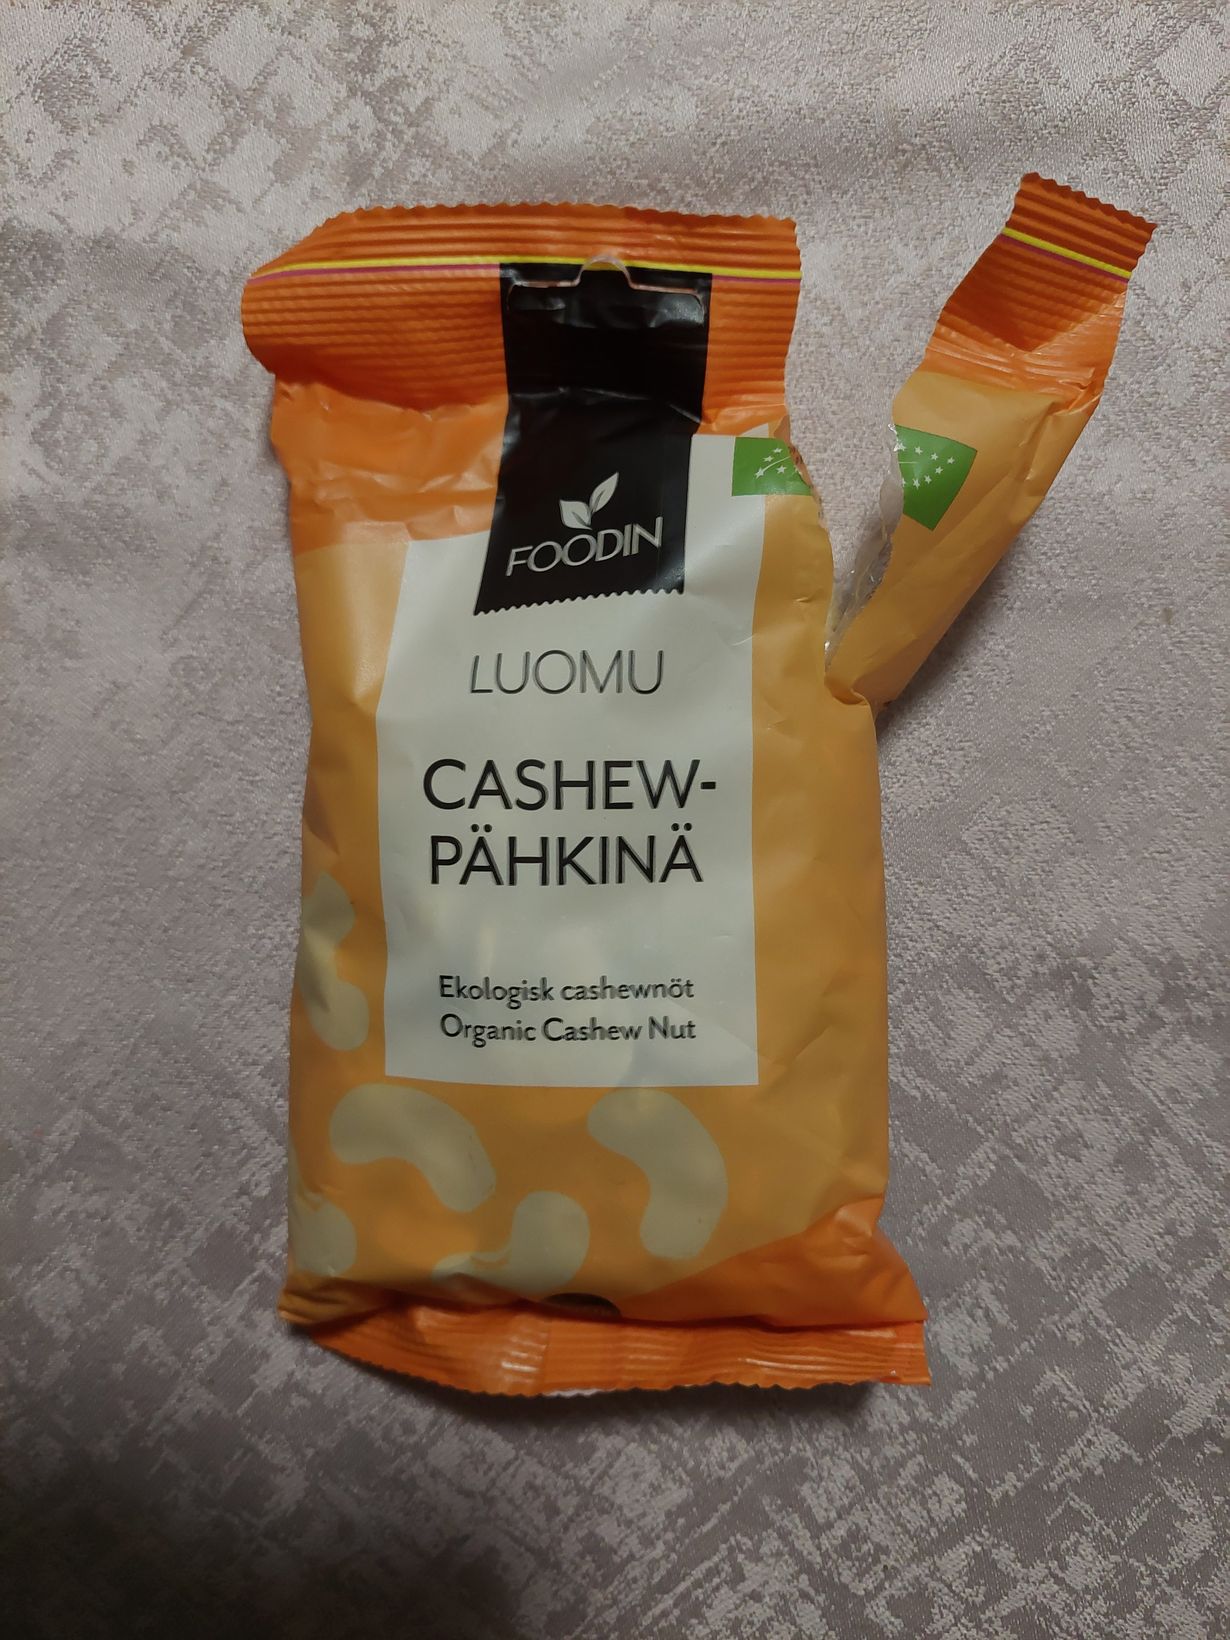 FOODIN
LUOMU
CASHEW-
PÄHKINÄ
Ekologisk cashewnöt
Organic Cashew Nut